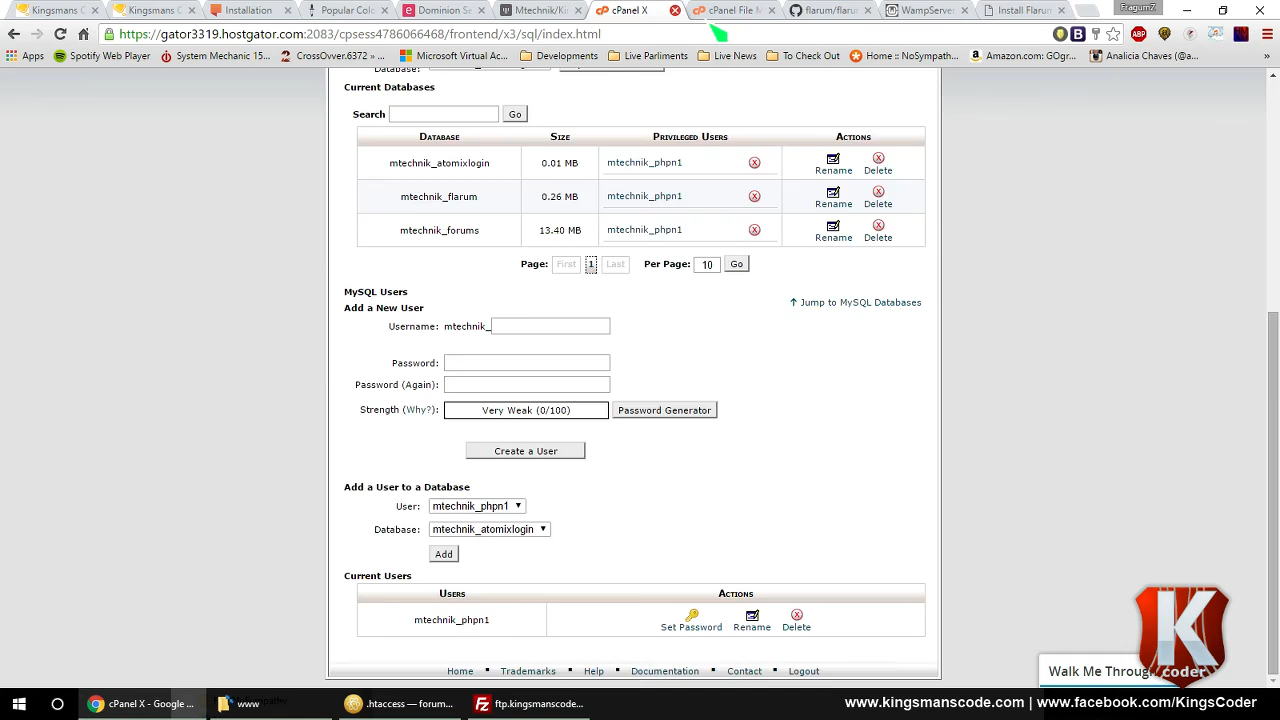 Kingsmans C
Kingsmans C
Installation
Popular Colo
Dominion Se
Mtechnik/Kin
cPanel X
cPanel File M
flarum/flarun
WampServer
Install Flarum
Tragum7
https://gator3319.hostgator.com:2083/cpsess4786066468/frontend/x3/sql/index.html
Apps
Spotify Web Player
System Mechanic 15...
CrossOver.6372 »...
Microsoft Virtual Ac...
Developments
Live Parliments
Live News
To Check Out
Home :: NoSympath...
Amazon.com: GOgr...
Analicia Chaves (@a...
»
Database:
Current Databases
Search
Go
Database Size Privileged Users Actions
mtechnik_atomixlogin 0.01 MB mtechnik_phpn1 Rename Delete
mtechnik_flarum 0.26 MB mtechnik_phpn1 Rename Delete
mtechnik_forums 13.40 MB mtechnik_phpn1 Rename Delete
Page: First 1 Last Per Page: 10 Go
MySQL Users
Jump to MySQL Databases
Add a New User
Username: mtechnik_
Password:
Password (Again):
Strength (Why?): Very Weak (0/100) Password Generator
Create a User
Add a User to a Database
User: mtechnik_phpn1
Database: mtechnik_atomixlogin
Add
Current Users
Users Actions
mtechnik_phpn1 Set Password Rename Delete
Home Trademarks Help Documentation Contact Logout
K
coder
Walk Me Through
cPanel X - Google ...
www
.htaccess — forum...
ftp.kingsmanscode...
www.kingsmanscode.com - www.facebook.com/KingsCoder